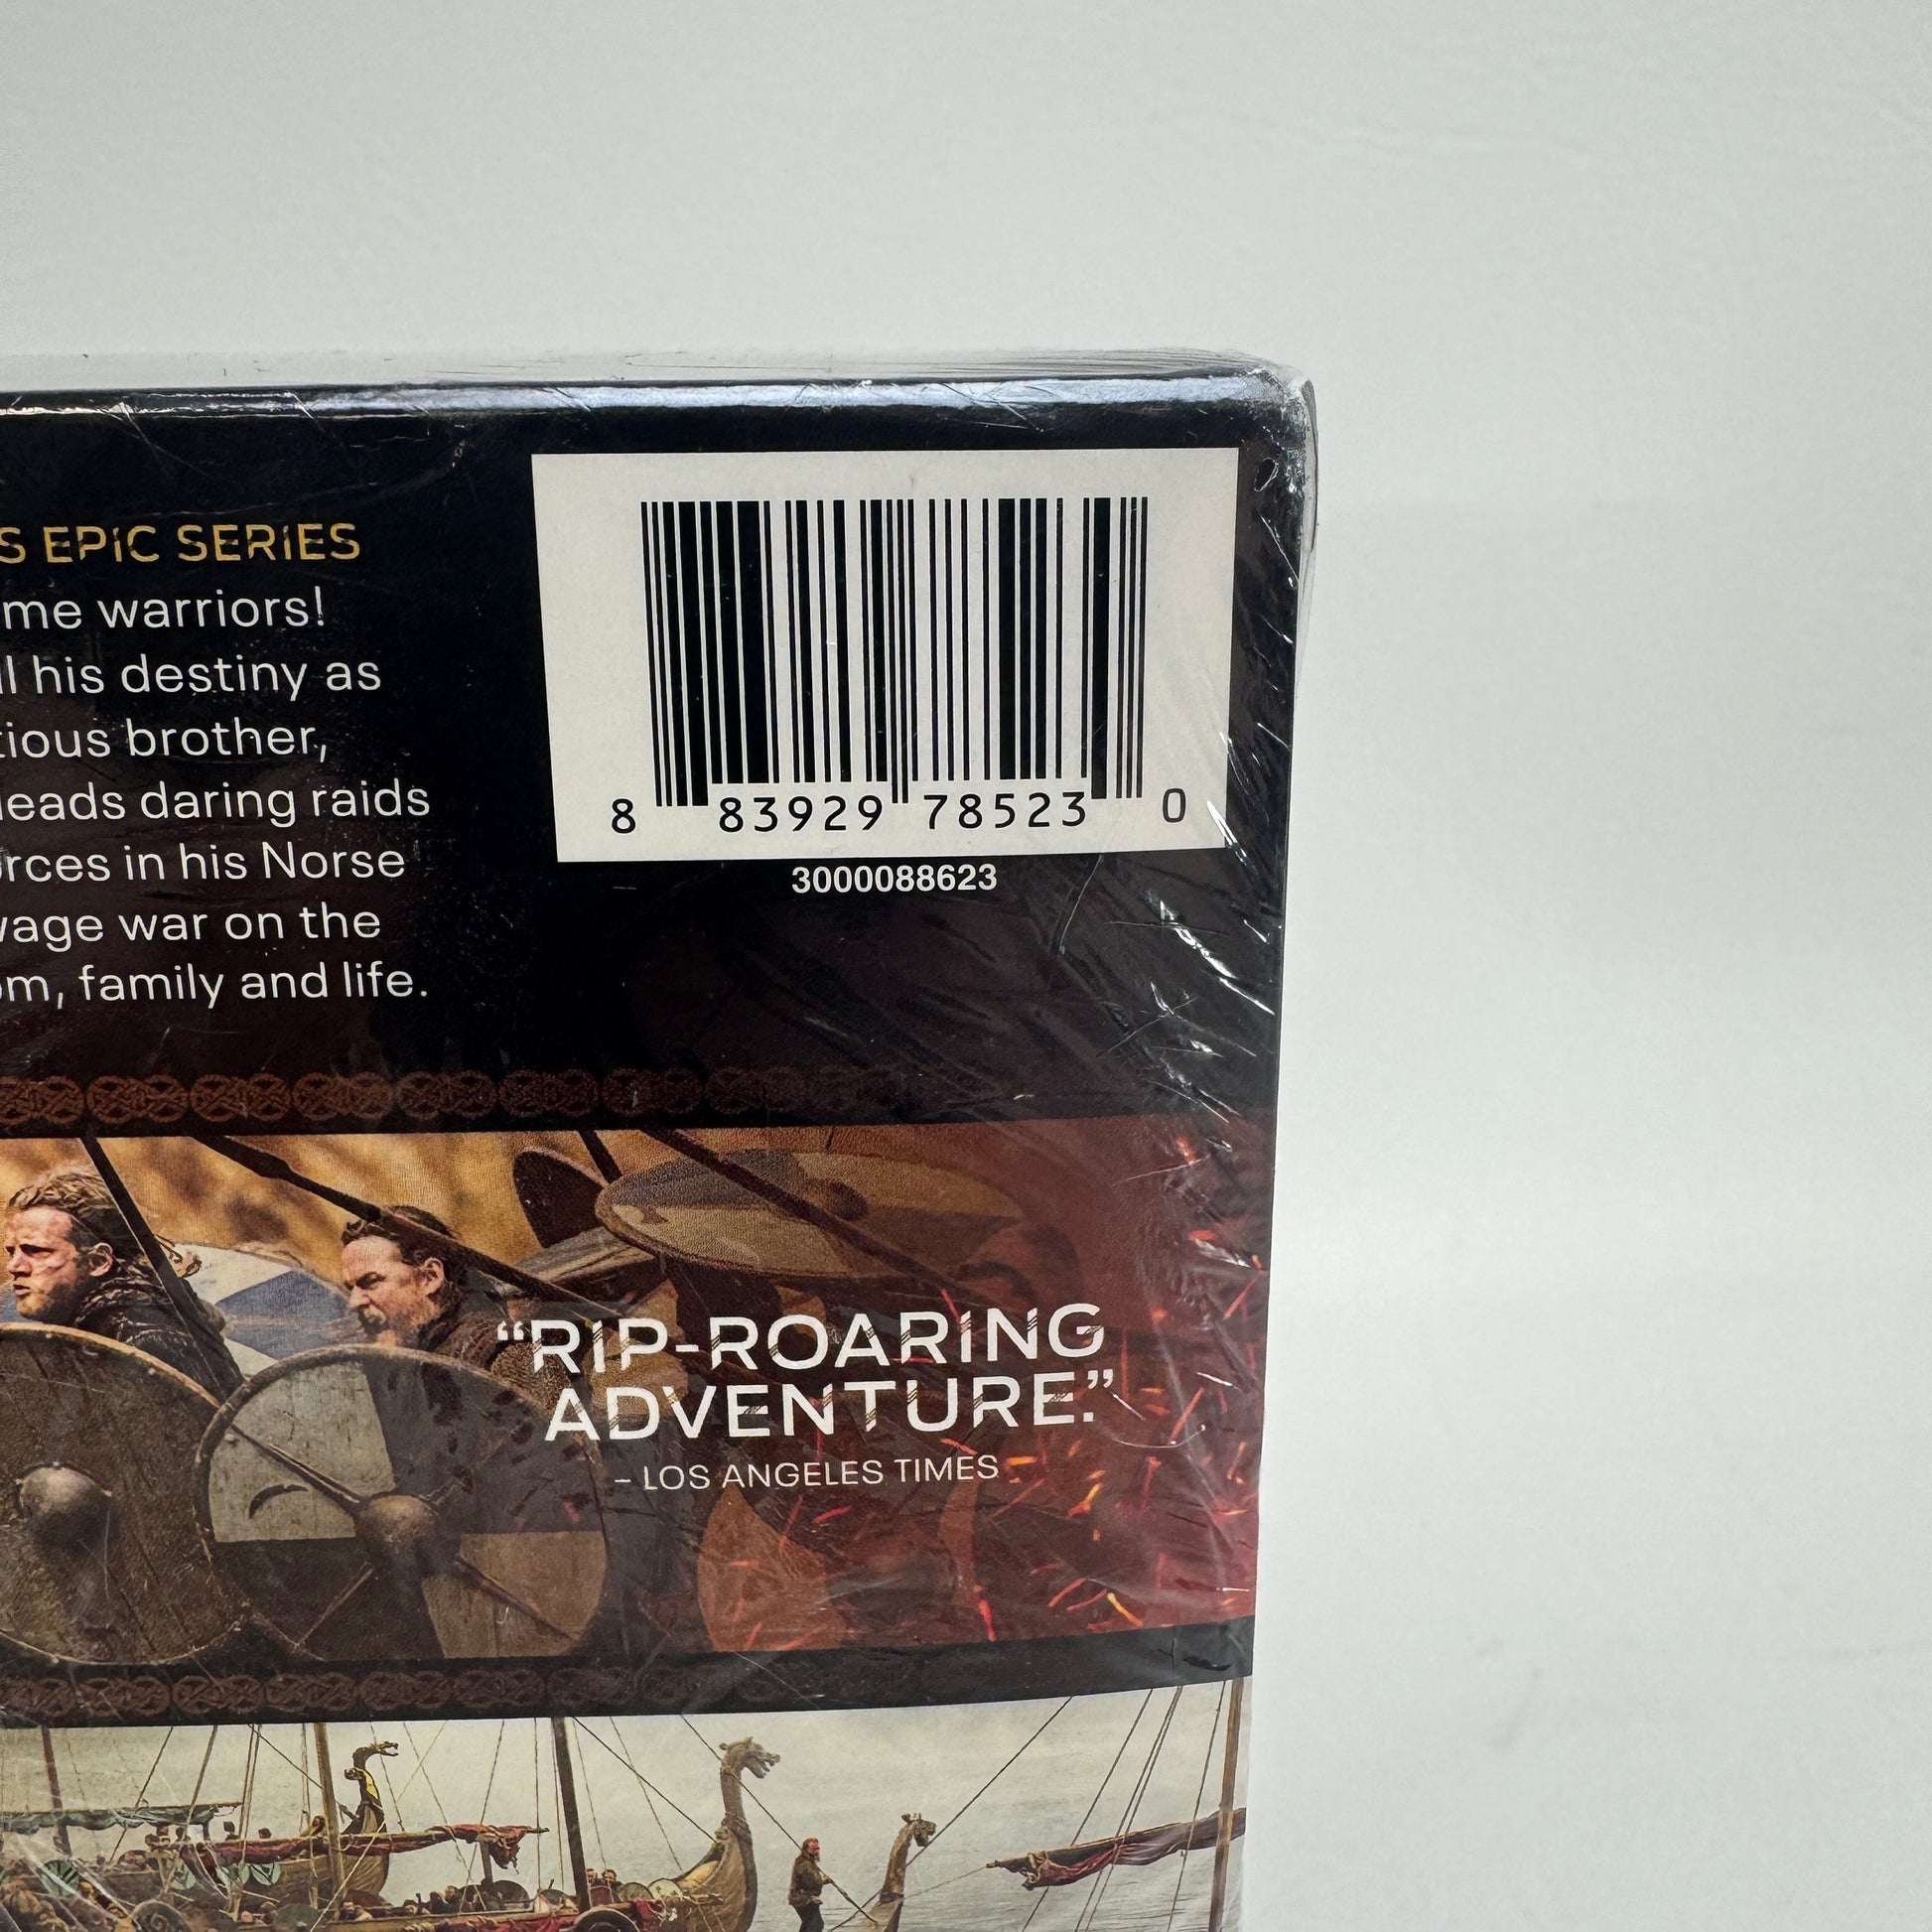 S EPIC SERIES
me warriors!
ll his destiny as
tious brother,
leads daring raids
rces in his Norse
wage war on the
om, family and life.
8 83929 78523 0
3000088623
“RIP-ROARING
ADVENTURE.”
– LOS ANGELES TIMES